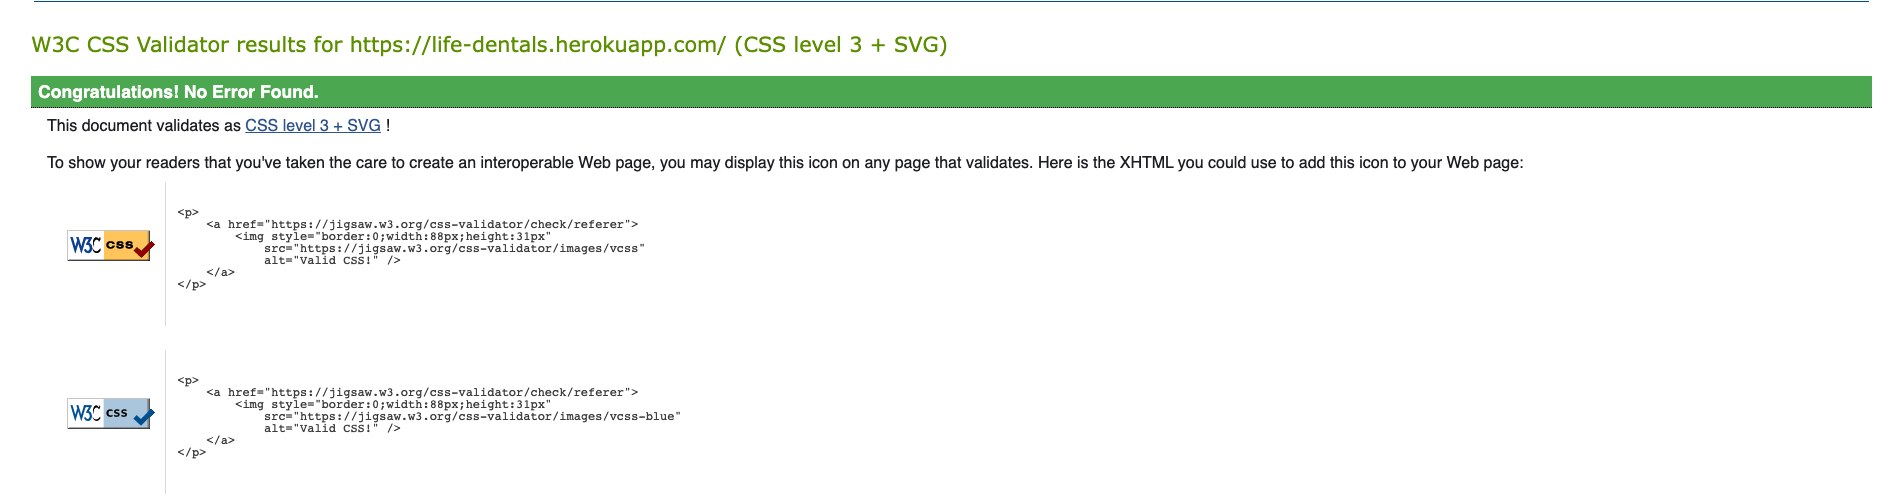 W3C CSS Validator results for https://life-dentals.herokuapp.com/ (CSS level 3 + SVG)
Congratulations! No Error Found.
This document validates as CSS level 3 + SVG !
To show your readers that you've taken the care to create an interoperable Web page, you may display this icon on any page that validates. Here is the XHTML you could use to add this icon to your Web page:
W3C css
<p>
    <a href="https://jigsaw.w3.org/css-validator/check/referer">
        <img style="border:0;width:88px;height:31px"
            src="https://jigsaw.w3.org/css-validator/images/vcss"
            alt="Valid CSS!" />
    </a>
</p>
W3C css
<p>
    <a href="https://jigsaw.w3.org/css-validator/check/referer">
        <img style="border:0;width:88px;height:31px"
            src="https://jigsaw.w3.org/css-validator/images/vcss-blue"
            alt="Valid CSS!" />
    </a>
</p>